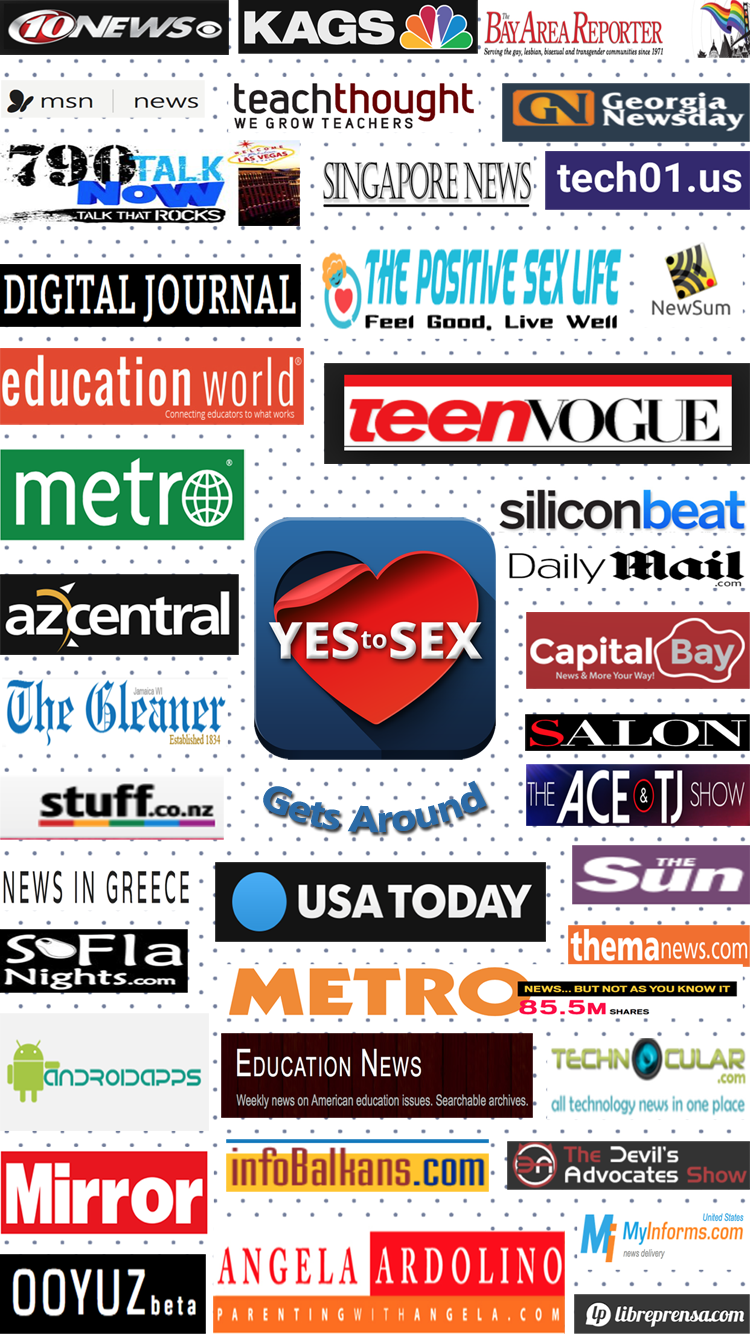 10NEWS
KAGS
The
BAY AREA REPORTER
Serving the gay, lesbian, bisexual and transgender communities since 1971
msn | news
teachthought
WE GROW TEACHERS
GN Georgia
Newsday
790 TALK
NOW
TALK THAT ROCKS
WELCOME
LAS VEGAS
SINGAPORE NEWS
tech01.us
DIGITAL JOURNAL
THE POSITIVE SEX LIFE
Feel Good, Live Well
NewSum
education world®
Connecting educators to what works
teenVOGUE
metro®
siliconbeat
Daily Mail
.com
azcentral
YES to SEX
Capital Bay
News & More Your Way!
Jamaica WI
The Gleaner
Established 1834
SALON
stuff.co.nz
Gets Around
THE ACE & TJ SHOW
NEWS IN GREECE
USA TODAY
THE
Sun
SoFla
Nights.com
themanews.com
METRO
NEWS... BUT NOT AS YOU KNOW IT
85.5M SHARES
androidapps
EDUCATION NEWS
Weekly news on American education issues. Searchable archives.
TECHNOCULAR
.com
all technology news in one place
Mirror
infoBalkans.com
The Devil's
Advocates Show
United States
Mi MyInforms.com
news delivery
OOYUZ beta
ANGELA ARDOLINO
PARENTINGWITHANGELA.COM
lp libreprensa.com